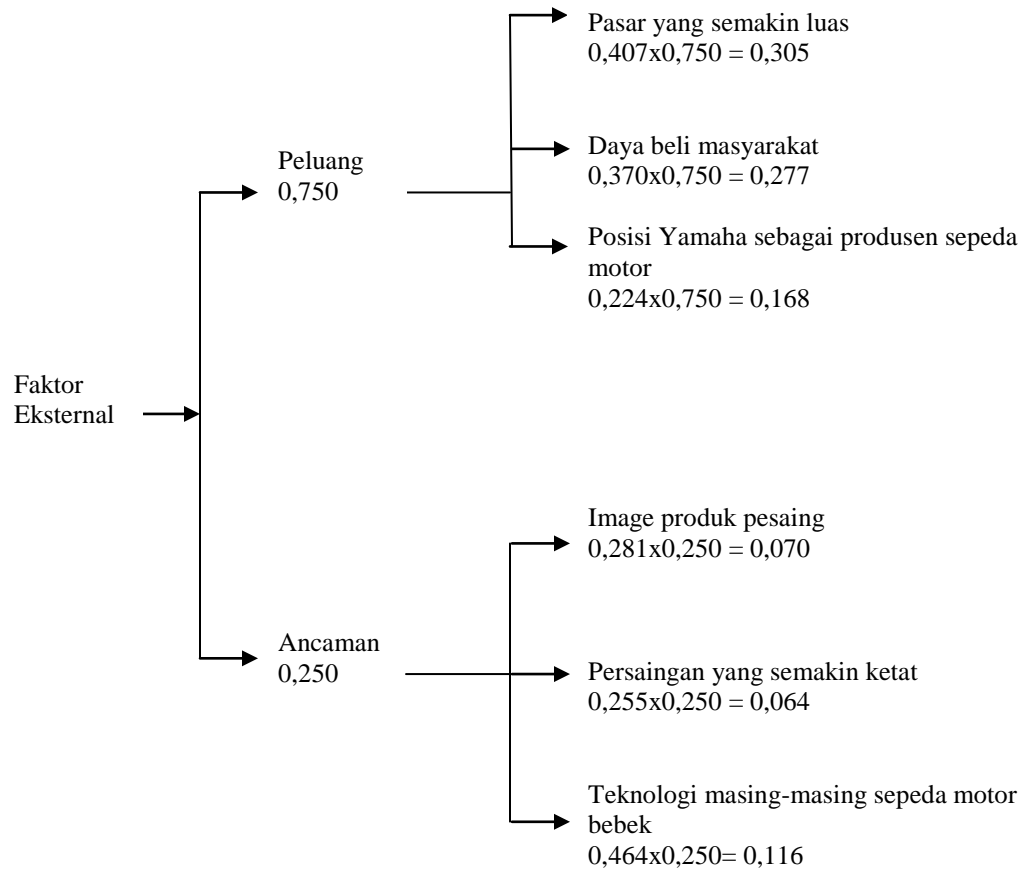 Faktor
Eksternal
Peluang
0,750
Pasar yang semakin luas
0,407x0,750 = 0,305
Daya beli masyarakat
0,370x0,750 = 0,277
Posisi Yamaha sebagai produsen sepeda
motor
0,224x0,750 = 0,168
Ancaman
0,250
Image produk pesaing
0,281x0,250 = 0,070
Persaingan yang semakin ketat
0,255x0,250 = 0,064
Teknologi masing-masing sepeda motor
bebek
0,464x0,250= 0,116